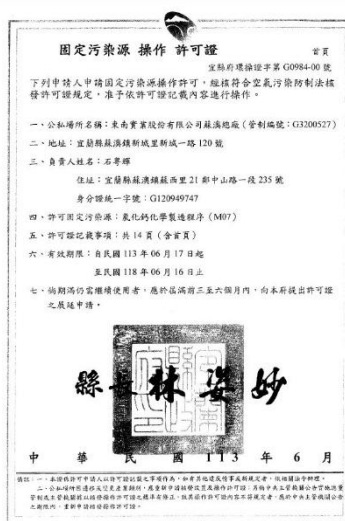 固定污染源 操作 許可證
首頁
宜縣府環操證字第 G0984-00 號
下列申請人申請固定污染源操作許可,經核符合空氣污染防制法核
發許可證規定,准予依許可證記載內容進行操作。
一、公私場所名稱:東南實業股份有限公司蘇澳總廠(管制編號:G3200527)
二、地址:宜蘭縣蘇澳鎮新城里新城一路 120 號
三、負責人姓名:石粵輝
住址:宜蘭縣蘇澳鎮蘇西里 21 鄰中山路一段 235 號
身分證統一字號:G120949747
四、許可固定污染源:氯化鈣化學製造程序(M07)
五、許可證記載事項:共 14 頁(含首頁)
六、有效期限:自民國 113 年 06 月 17 日起
至民國 118 年 06 月 16 日止
七、倘期滿仍需繼續使用者,應於屆滿前三至六個月內,向本府提出許可證
之展延申請。
縣長林姿妙
中華民國 113 年 6 月